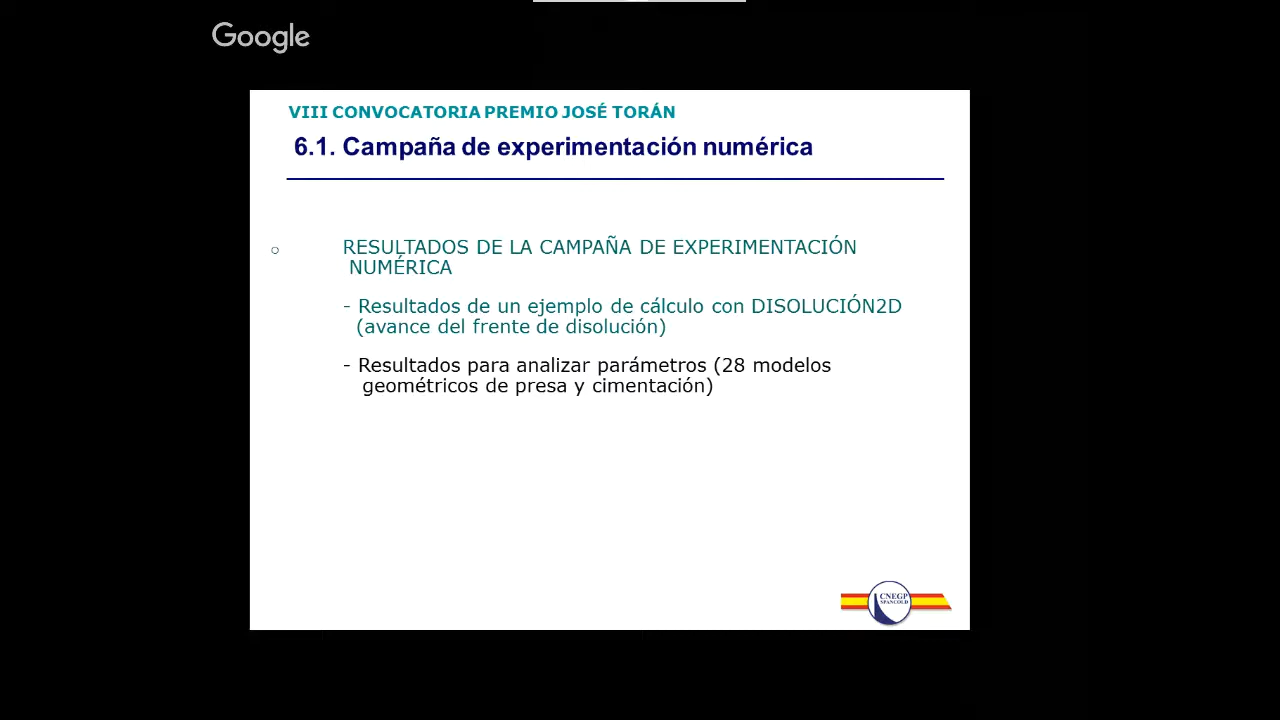 Google
VIII CONVOCATORIA PREMIO JOSÉ TORÁN
6.1. Campaña de experimentación numérica
RESULTADOS DE LA CAMPAÑA DE EXPERIMENTACIÓN
NUMÉRICA
- Resultados de un ejemplo de cálculo con DISOLUCIÓN2D
(avance del frente de disolución)
- Resultados para analizar parámetros (28 modelos
geométricos de presa y cimentación)
CNEGP
SPANCOLD